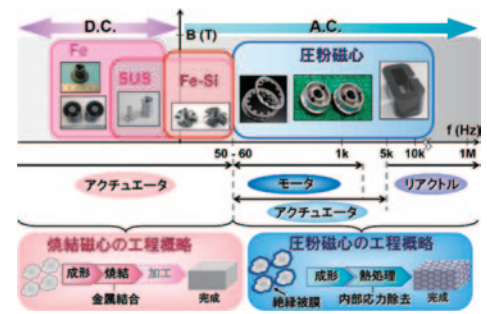 D.C.
A.C.
B (T)
Fe
SUS
Fe-Si
圧粉磁心
f (Hz)
50 - 60
1k
5k
10k
1M
アクチュエータ
モータ
リアクトル
アクチュエータ
焼結磁心の工程概略
成形
焼結
加工
金属結合
完成
圧粉磁心の工程概略
成形
熱処理
絶縁被膜
内部応力除去
完成